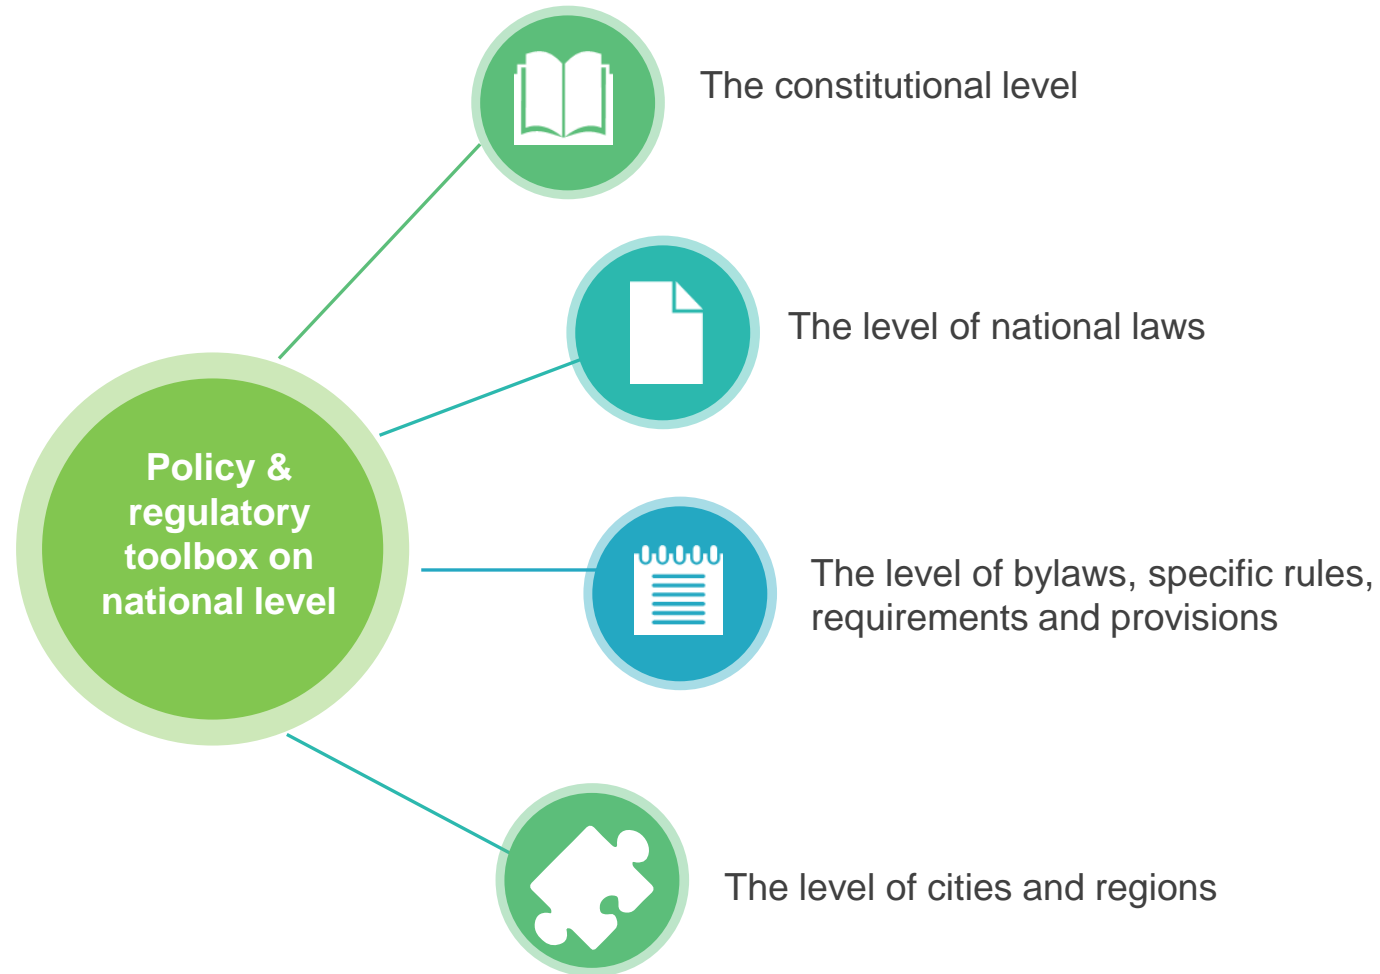 The constitutional level
The level of national laws
Policy &
regulatory
toolbox on
national level
The level of bylaws, specific rules,
requirements and provisions
The level of cities and regions